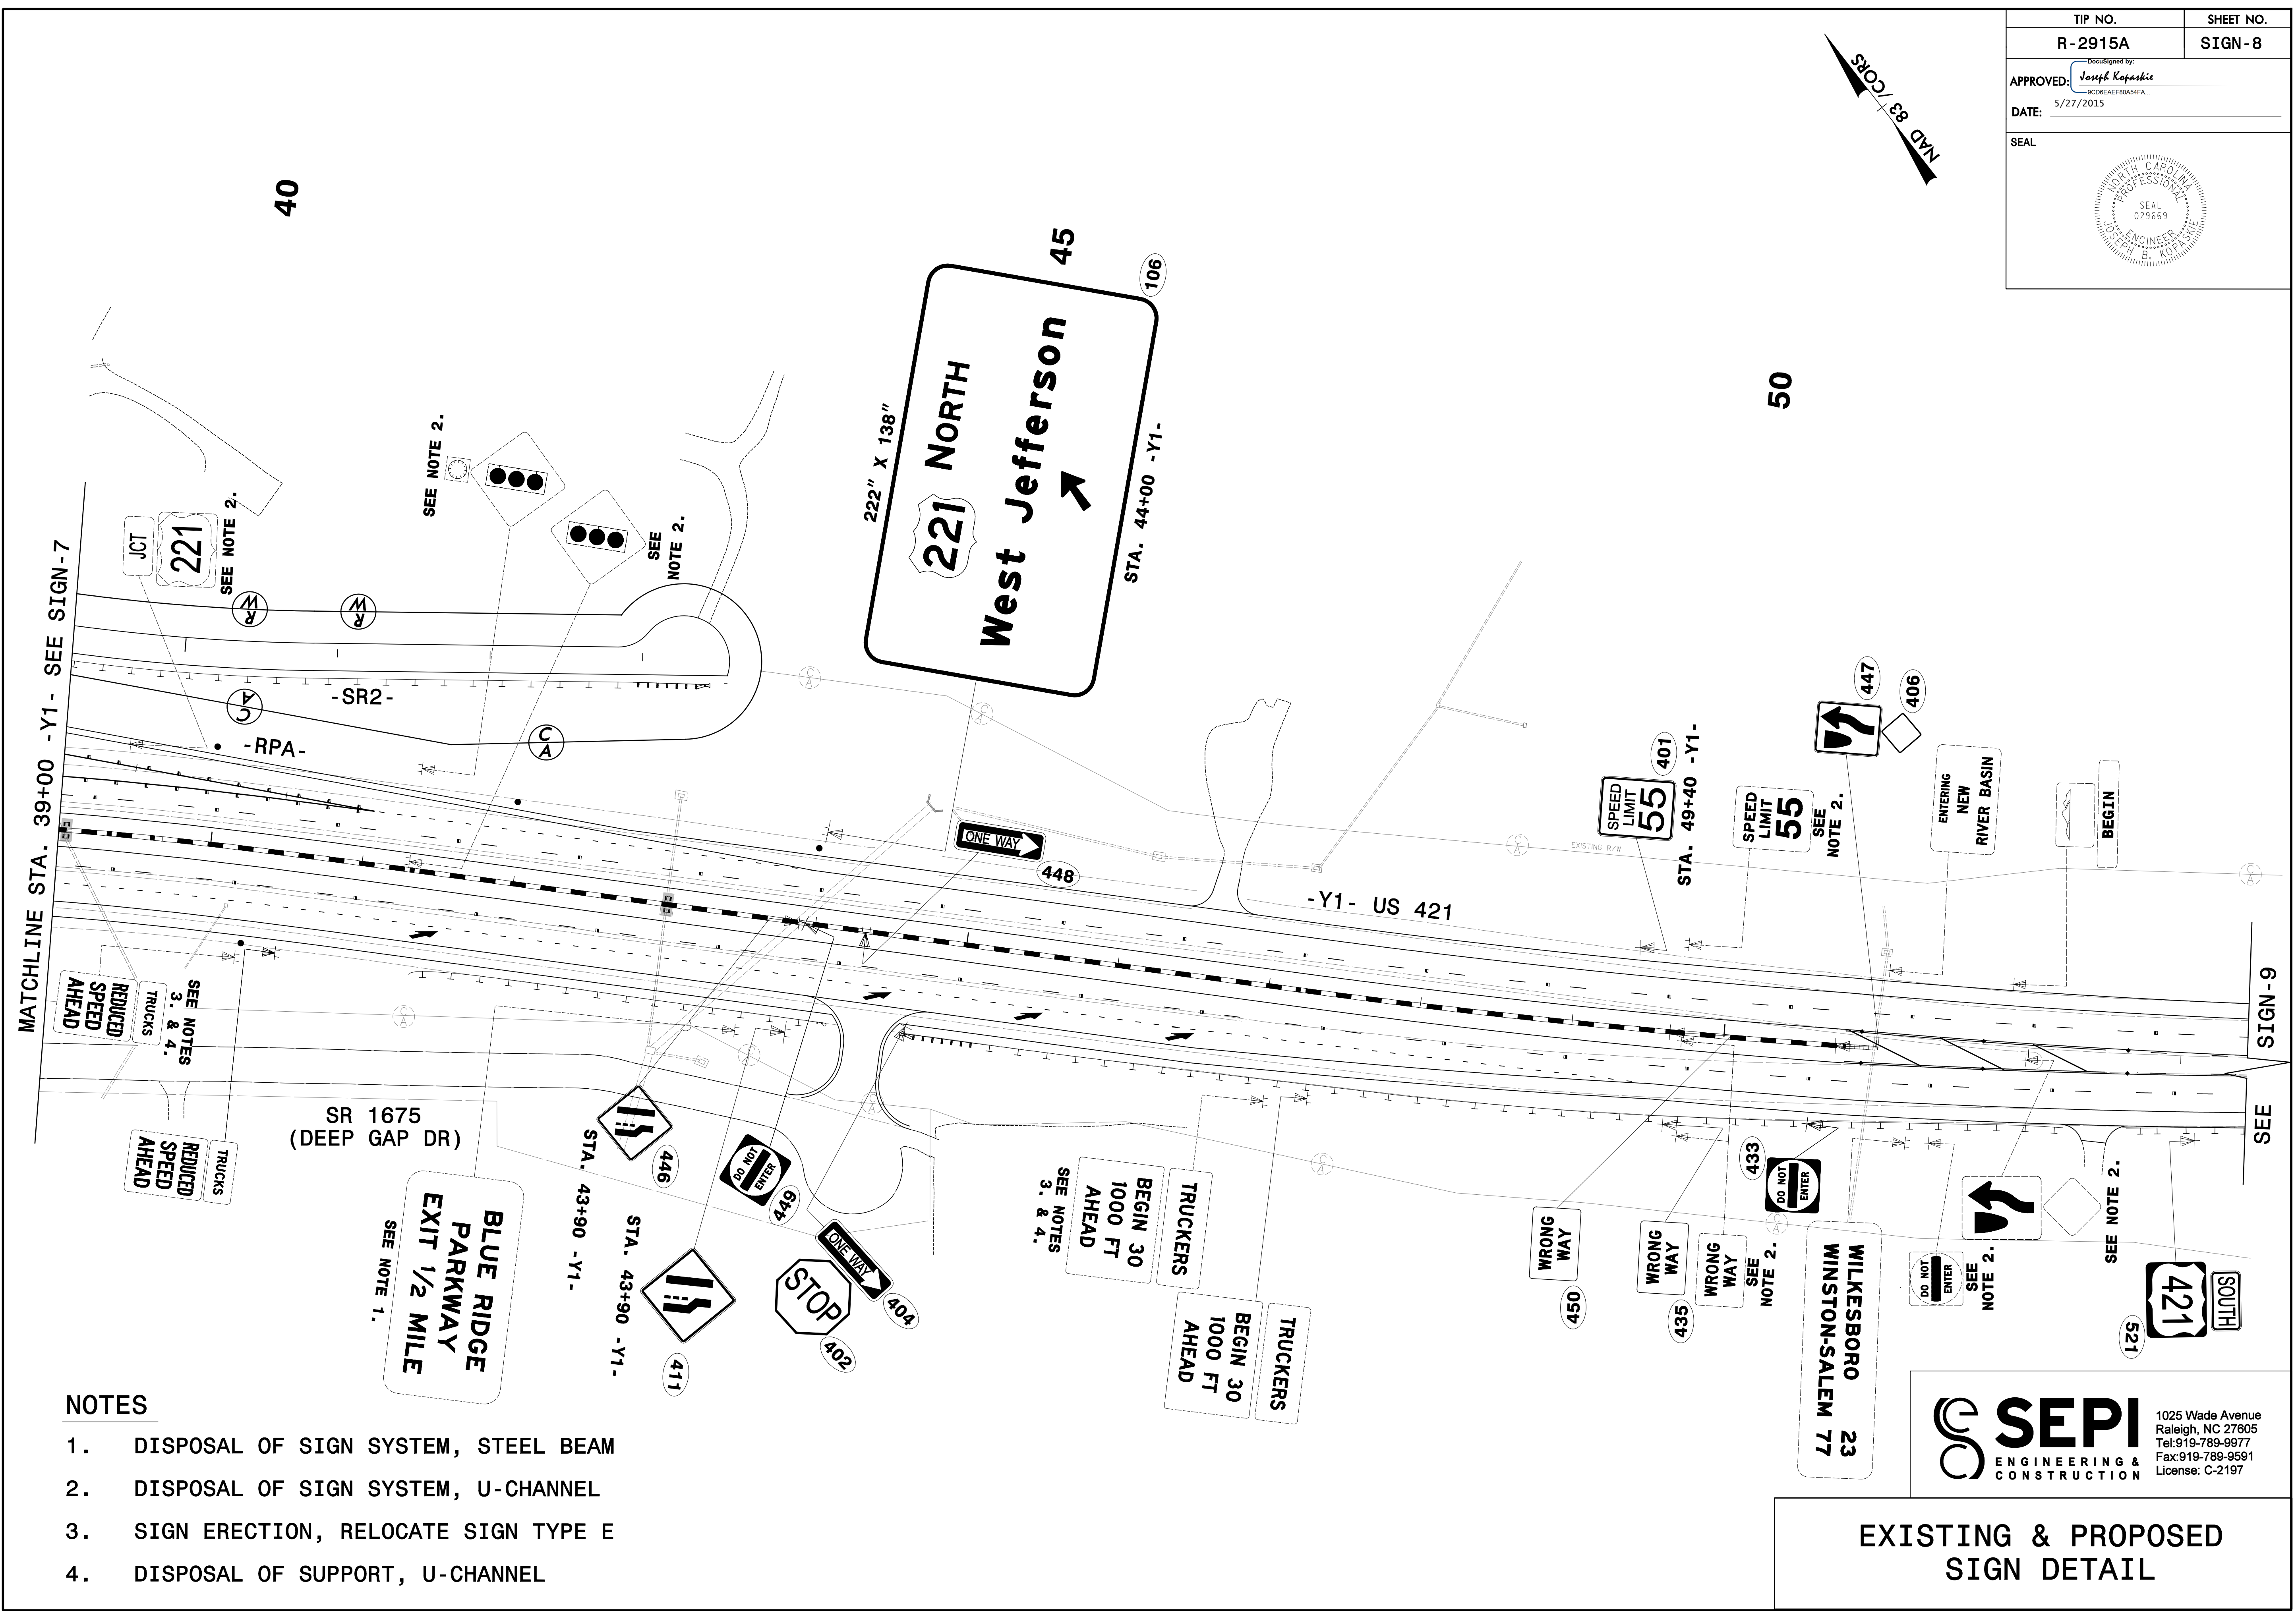 TIP NO.
SHEET NO.
R-2915A
SIGN-8
DocuSigned by:
APPROVED:
Joseph Kopaskie
9CD6EAEF80A54FA...
DATE:
5/27/2015
SEAL
NORTH CAROLINA
PROFESSIONAL
SEAL
029669
ENGINEER
JOSEPH B. KOPASKIE
NAD 83 /CORS
40
45
50
106
222" X 138"
221 NORTH
West Jefferson
STA. 44+00 -Y1-
SEE NOTE 2.
SEE
NOTE 2.
JCT
221
SEE NOTE 2.
MATCHLINE STA. 39+00 -Y1- SEE SIGN-7
R
W
R
W
C
A
C
A
-SR2-
-RPA-
C
A
C
A
C
A
C
A
ONE WAY
448
-Y1- US 421
EXISTING R/W
SPEED
LIMIT
55
401
STA. 49+40 -Y1-
SPEED
LIMIT
55
SEE
NOTE 2.
447
406
ENTERING
NEW
RIVER BASIN
BEGIN
TRUCKS
REDUCED
SPEED
AHEAD
SEE NOTES
3. & 4.
TRUCKS
REDUCED
SPEED
AHEAD
SR 1675
(DEEP GAP DR)
BLUE RIDGE
PARKWAY
EXIT 1/2 MILE
SEE NOTE 1.
C
A
C
A
446
STA. 43+90 -Y1-
411
STA. 43+90 -Y1-
DO NOT
ENTER
449
ONE WAY
404
STOP
402
TRUCKERS
BEGIN 30
1000 FT
AHEAD
SEE NOTES
3. & 4.
TRUCKERS
BEGIN 30
1000 FT
AHEAD
C
A
WRONG
WAY
450
WRONG
WAY
435
WRONG
WAY
SEE
NOTE 2.
433
DO NOT
ENTER
C
A
WILKESBORO 23
WINSTON-SALEM 77
DO NOT
ENTER
SEE
NOTE 2.
SEE NOTE 2.
SOUTH
421
521
SEE SIGN-9
NOTES
1. DISPOSAL OF SIGN SYSTEM, STEEL BEAM
2. DISPOSAL OF SIGN SYSTEM, U-CHANNEL
3. SIGN ERECTION, RELOCATE SIGN TYPE E
4. DISPOSAL OF SUPPORT, U-CHANNEL
SEPI
ENGINEERING &
CONSTRUCTION
1025 Wade Avenue
Raleigh, NC 27605
Tel:919-789-9977
Fax:919-789-9591
License: C-2197
EXISTING & PROPOSED
SIGN DETAIL